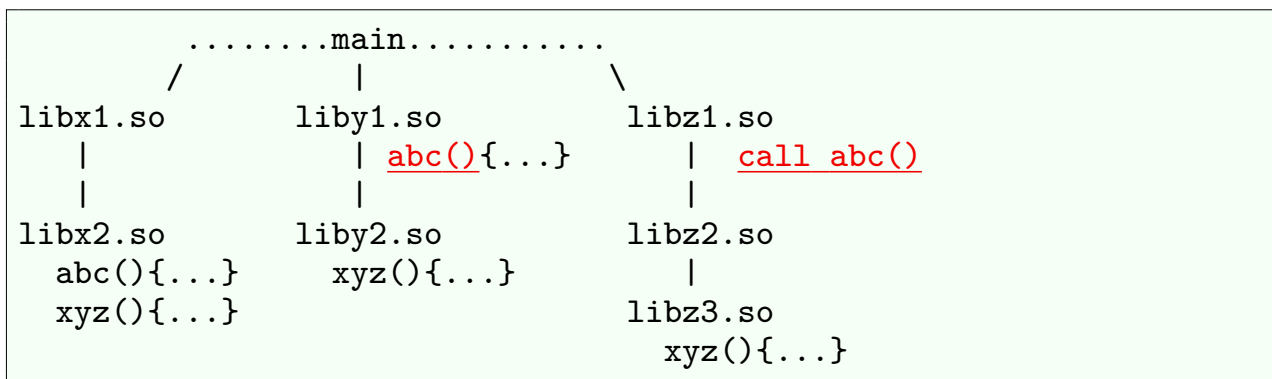 ........main...........
/ | \
libx1.so liby1.so libz1.so
| | abc(){...} | call abc()
| | |
libx2.so liby2.so libz2.so
abc(){...} xyz(){...} |
xyz(){...} libz3.so
xyz(){...}